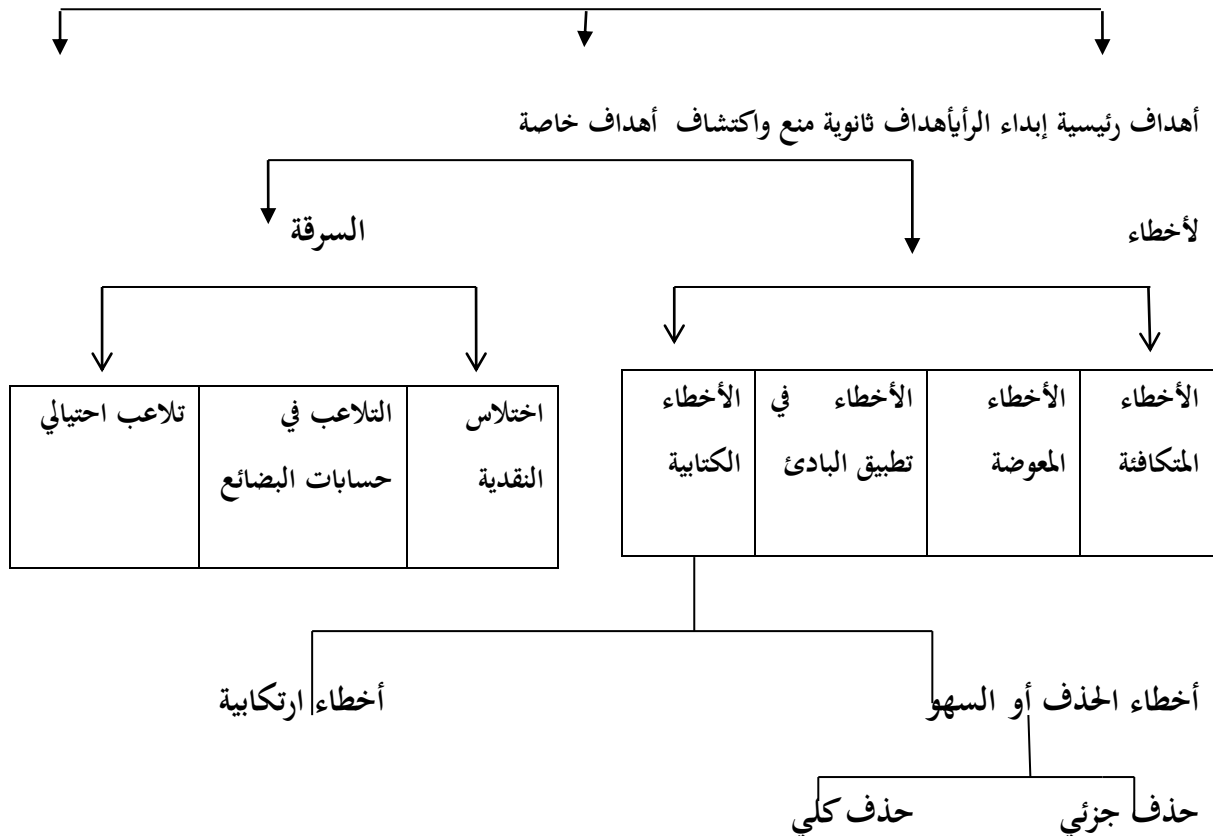 أهداف رئيسية إبداء الرأيأهداف ثانوية منع واكتشاف أهداف خاصة
لأخطاء
السرقة
الأخطاء
المتكافئة
الأخطاء
المعوضة
الأخطاء في
تطبيق البادئ
الأخطاء
الكتابية
اختلاس
النقدية
التلاعب في
حسابات البضائع
تلاعب احتيالي
أخطاء الحذف أو السهو
أخطاء ارتكابية
حذف جزئي
حذف كلي